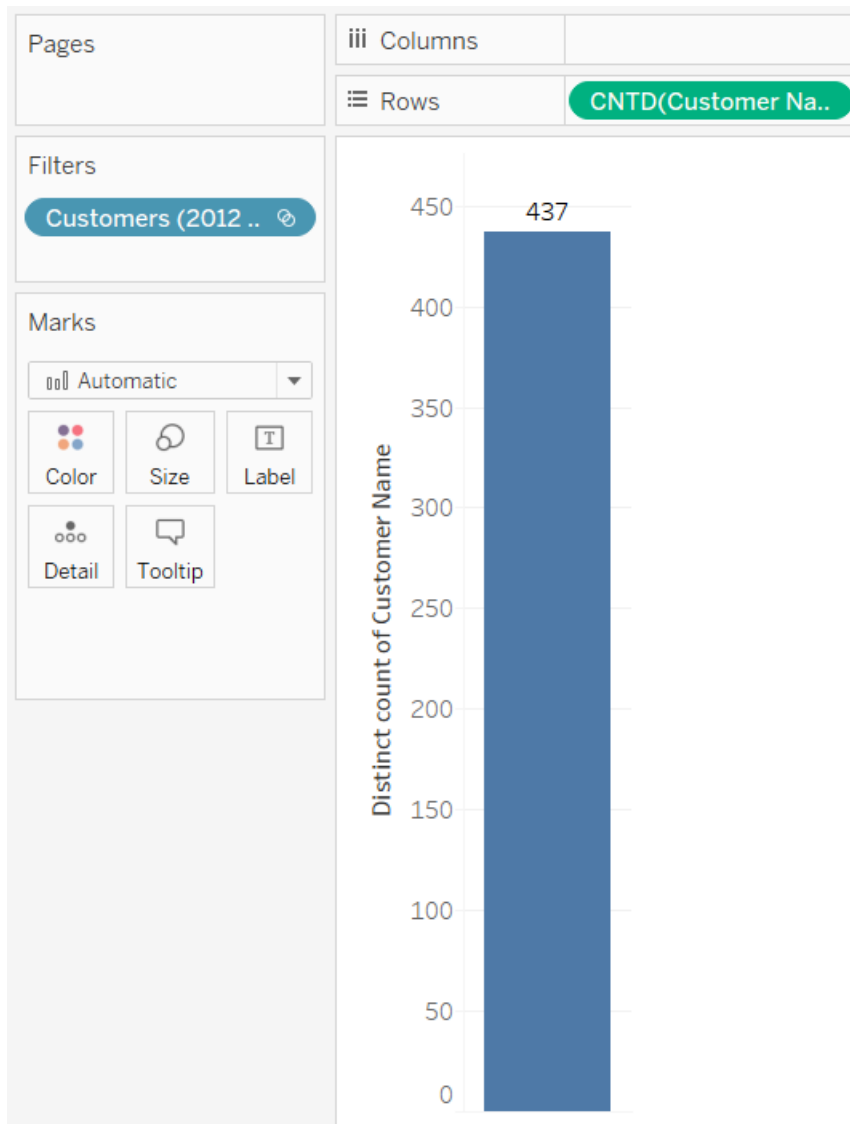 Pages
Columns
Rows
CNTD(Customer Na..
Filters
Customers (2012 ..
Marks
Automatic
Color
Size
T
Label
Detail
Tooltip
Distinct count of Customer Name
437
450
400
350
300
250
200
150
100
50
0